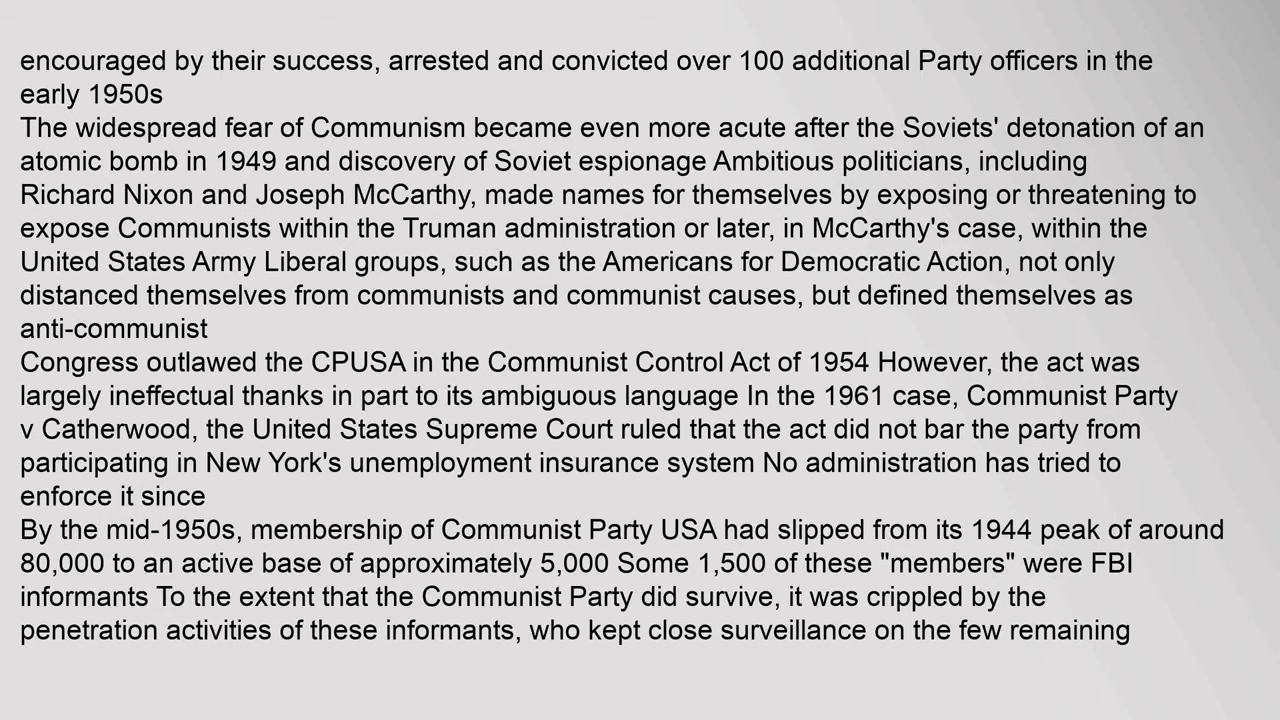 encouraged by their success, arrested and convicted over 100 additional Party officers in the
early 1950s
The widespread fear of Communism became even more acute after the Soviets' detonation of an
atomic bomb in 1949 and discovery of Soviet espionage Ambitious politicians, including
Richard Nixon and Joseph McCarthy, made names for themselves by exposing or threatening to
expose Communists within the Truman administration or later, in McCarthy's case, within the
United States Army Liberal groups, such as the Americans for Democratic Action, not only
distanced themselves from communists and communist causes, but defined themselves as
anti-communist
Congress outlawed the CPUSA in the Communist Control Act of 1954 However, the act was
largely ineffectual thanks in part to its ambiguous language In the 1961 case, Communist Party
v Catherwood, the United States Supreme Court ruled that the act did not bar the party from
participating in New York's unemployment insurance system No administration has tried to
enforce it since
By the mid-1950s, membership of Communist Party USA had slipped from its 1944 peak of around
80,000 to an active base of approximately 5,000 Some 1,500 of these "members" were FBI
informants To the extent that the Communist Party did survive, it was crippled by the
penetration activities of these informants, who kept close surveillance on the few remaining